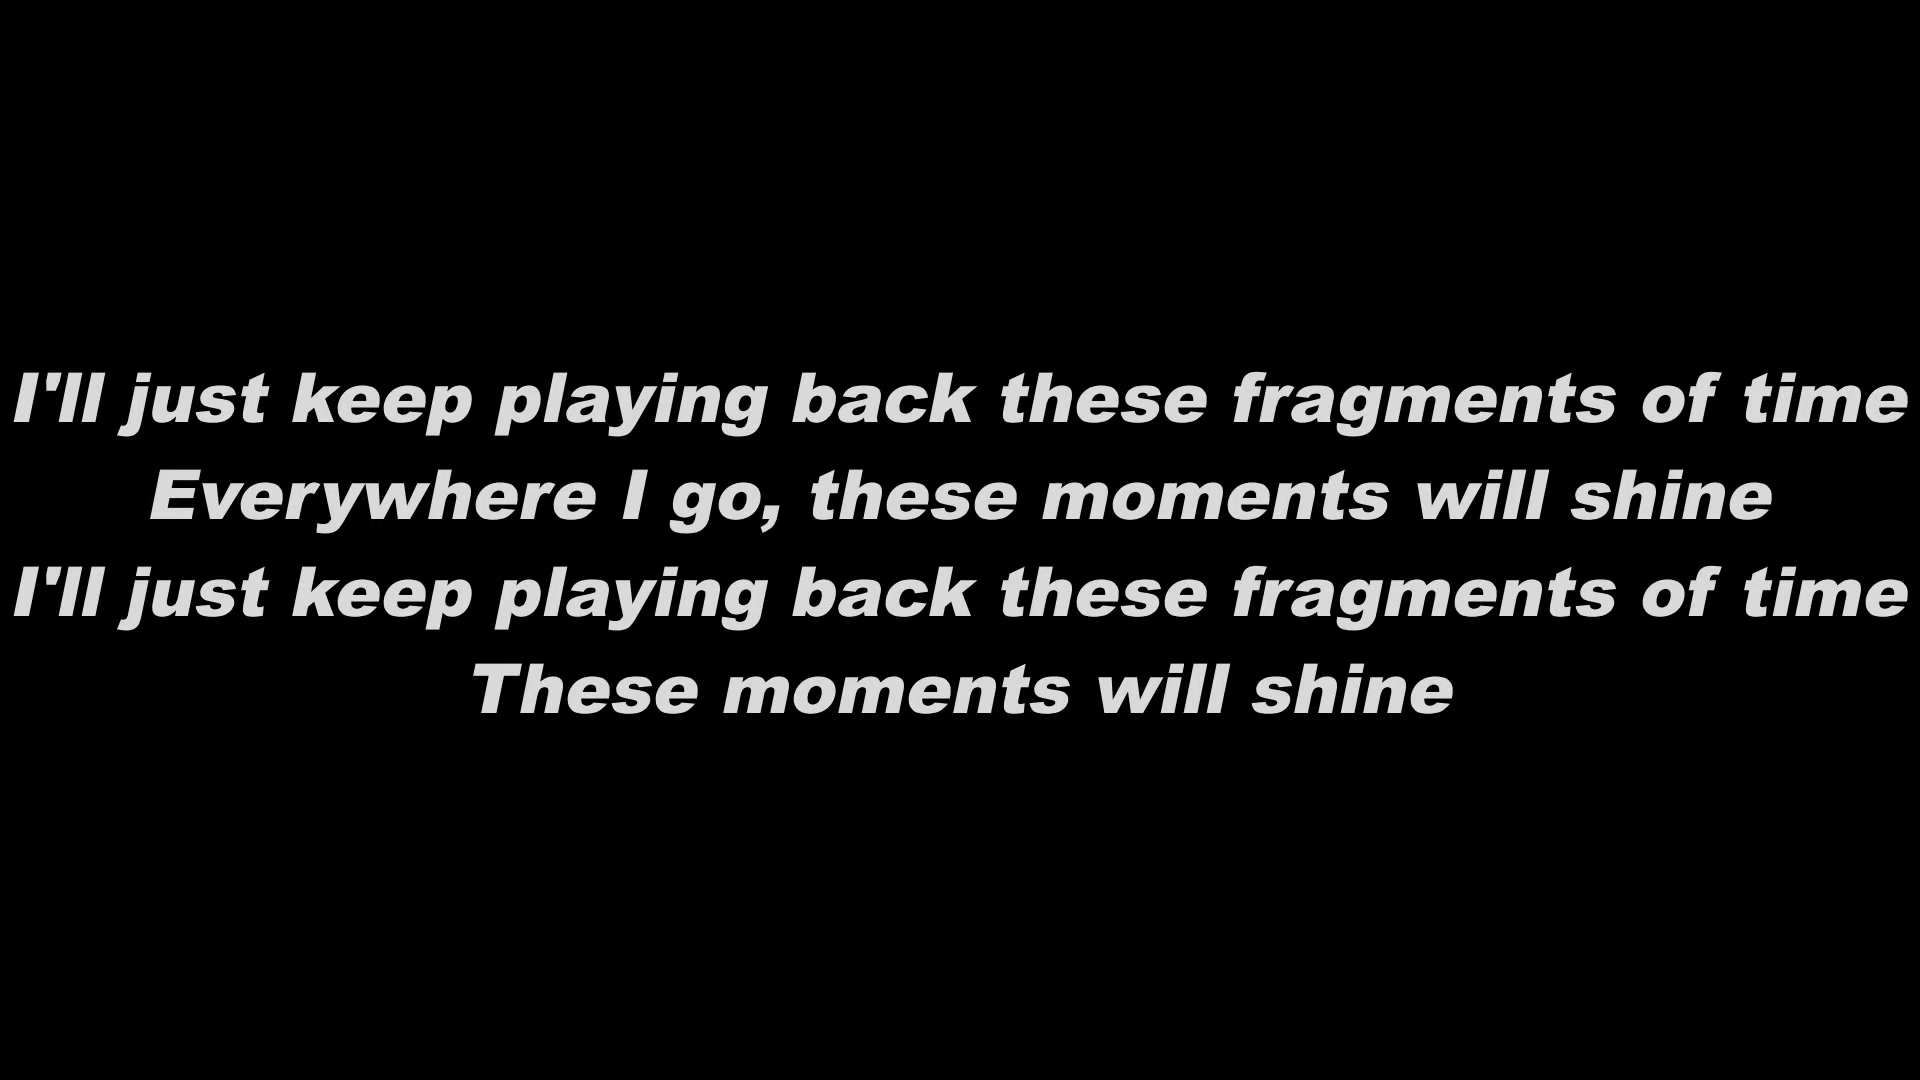 I'll just keep playing back these fragments of time
Everywhere I go, these moments will shine
I'll just keep playing back these fragments of time
These moments will shine